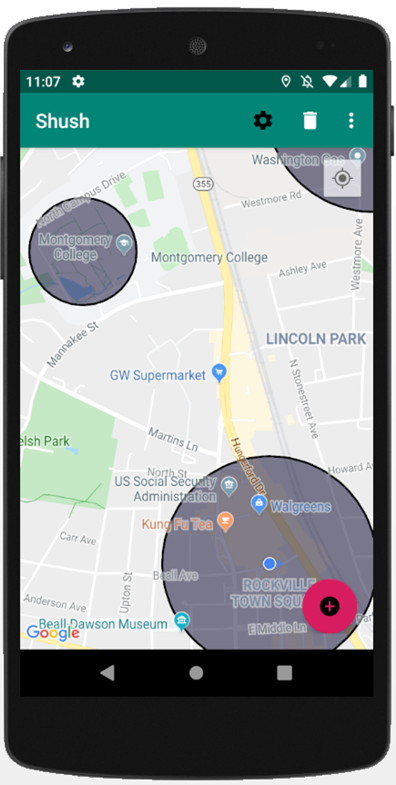 11:07
Shush
Washington Gas
North Campus Drive
355
Westmore Rd
Westmore Ave
Montgomery
College
Montgomery College
Ashley Ave
Mannakee St
LINCOLN PARK
GW Supermarket
N Stonestreet Ave
elsh Park
Martins Ln
Hungerford Dr
North St
Howard A
US Social Security
Administration
Walgreens
Kung Fu Tea
Carr Ave
Beall Ave
Upton St
ROCKVILLE
TOWN SQU
Anderson Ave
Beall Dawson Museum
E Middle Ln
Par
Google